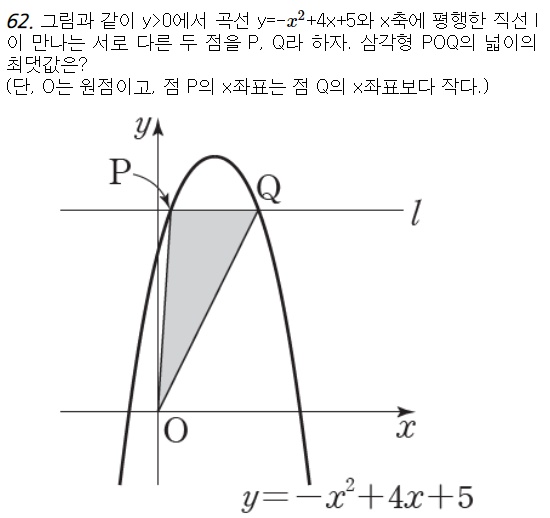 62. 그림과 같이 y>0에서 곡선 y=-x²+4x+5와 x축에 평행한 직선 l
이 만나는 서로 다른 두 점을 P, Q라 하자. 삼각형 POQ의 넓이의
최댓값은?
(단, O는 원점이고, 점 P의 x좌표는 점 Q의 x좌표보다 작다.)
y
P
Q
l
O
x
y=-x²+4x+5